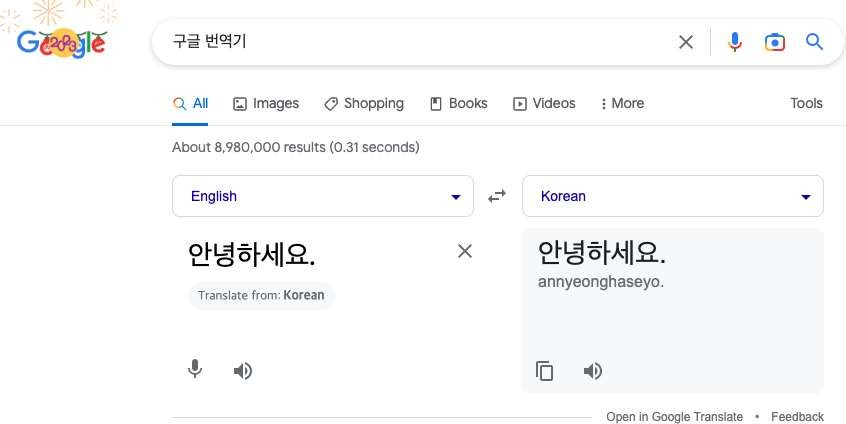 Google 2023
구글 번역기
All Images Shopping Books Videos More Tools
About 8,980,000 results (0.31 seconds)
English Korean
안녕하세요.
Translate from: Korean
안녕하세요.
annyeonghaseyo.
Open in Google Translate • Feedback